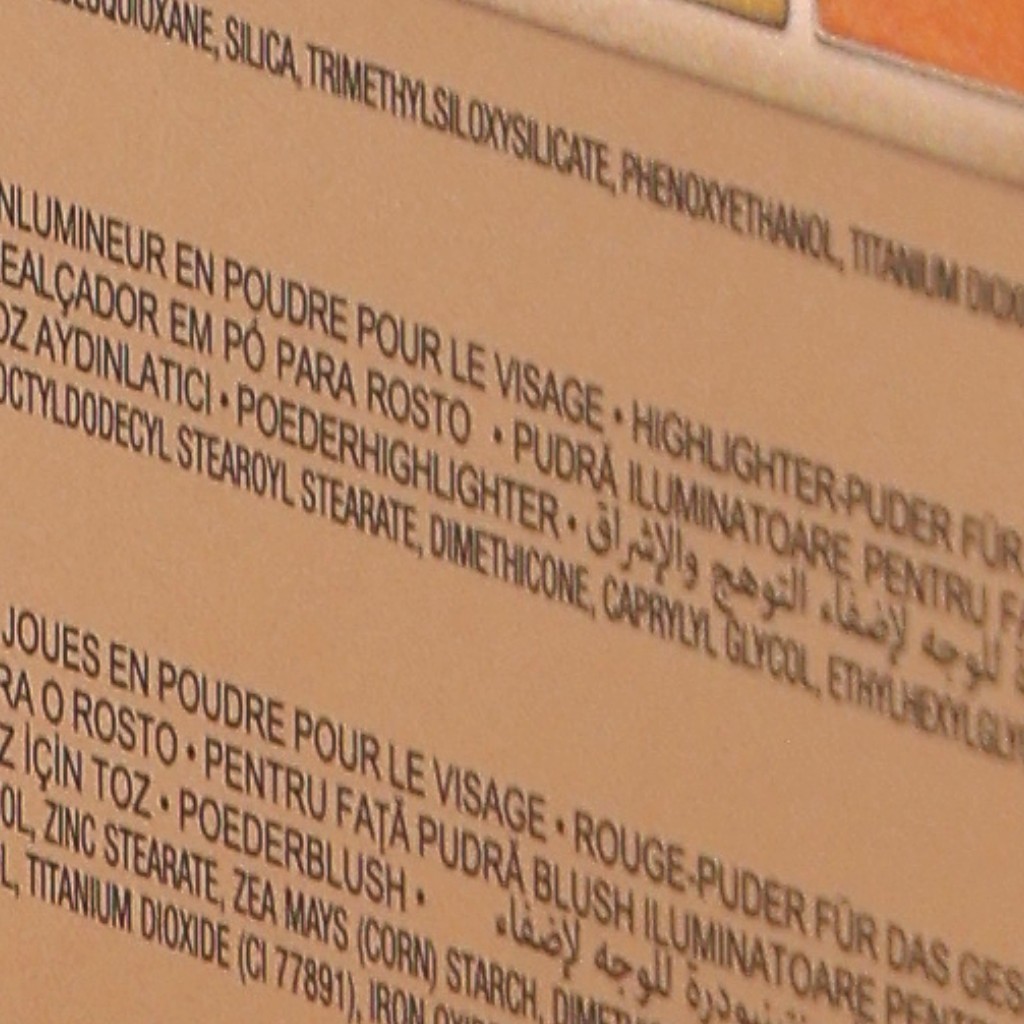 SILICA, TRIMETHYLSILOXYSILICATE, PHENOXYETHANOL, TITANIUM
NLUMINEUR EN POUDRE POUR LE VISAGE • HIGHLIGHTER-PUDER FÜR
EALÇADOR EM PÓ PARA ROSTO • PUDRĂ ILUMINATOARE PENTRU
OZ AYDINLATICI • POEDERHIGHLIGHTER • للوجه لإضفاء التوهج والإشراق
OCTYLDODECYL STEAROYL STEARATE, DIMETHICONE, CAPRYLYL GLYCOL, ETHYLHEXYLGLY
JOUES EN POUDRE POUR LE VISAGE • ROUGE-PUDER FÜR DAS GES
RA O ROSTO • PENTRU FAȚĂ PUDRĂ BLUSH ILUMINATOARE PENT
Z İÇİN TOZ • POEDERBLUSH • للوجه لإضفاء
OL, ZINC STEARATE, ZEA MAYS (CORN) STARCH, DIMET
L, TITANIUM DIOXIDE (CI 77891), IRON